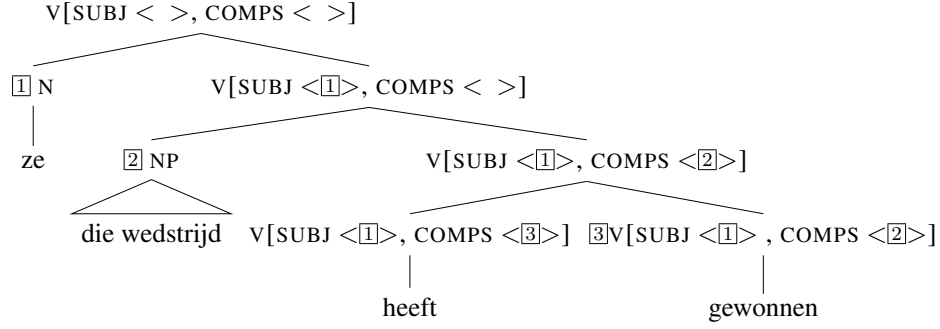 V[SUBJ < >, COMPS < >]
1 N V[SUBJ <1>, COMPS < >]
ze 2 NP V[SUBJ <1>, COMPS <2>]
die wedstrijd V[SUBJ <1>, COMPS <3>] 3V[SUBJ <1> , COMPS <2>]
heeft gewonnen